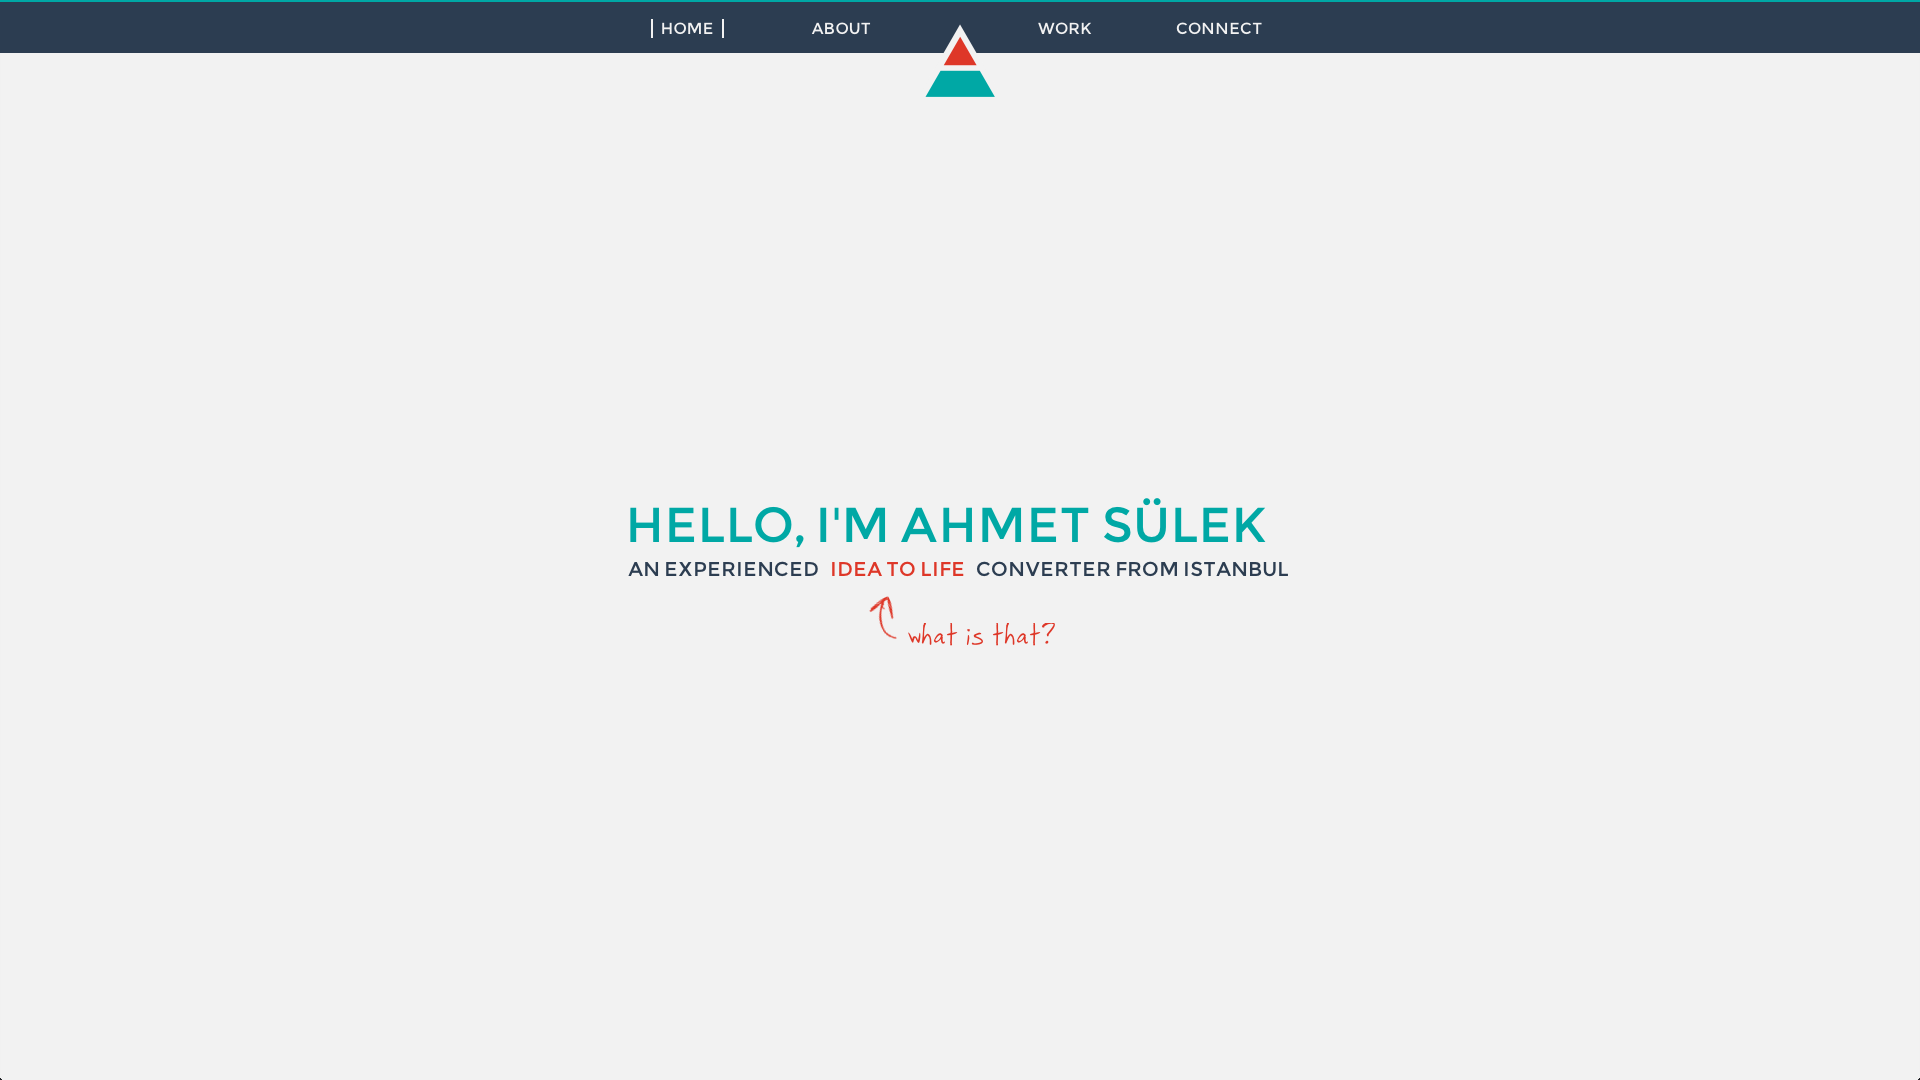 HOME ABOUT WORK CONNECT
HELLO, I'M AHMET SÜLEK
AN EXPERIENCED IDEA TO LIFE CONVERTER FROM ISTANBUL
what is that?